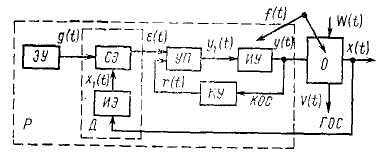 f(t)
W(t)
g(t)
ε(t)
y₁(t)
y(t)
x(t)
ЗУ
СЭ
УП
ИУ
О
x₁(t)
r(t)
КУ
КОС
v(t)
ИЭ
ГОС
Р
Д